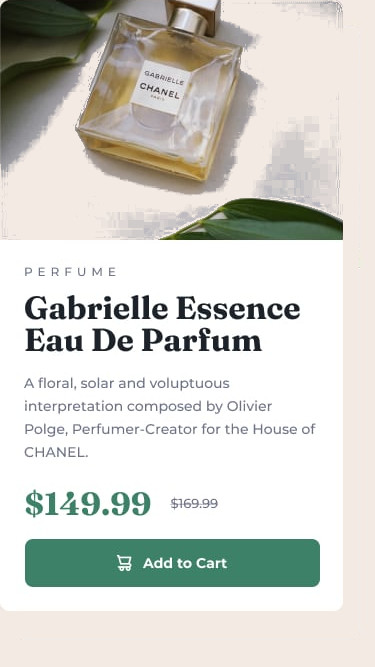 GABRIELLE
CHANEL
PARIS
PERFUME
Gabrielle Essence
Eau De Parfum
A floral, solar and voluptuous
interpretation composed by Olivier
Polge, Perfumer-Creator for the House of
CHANEL.
$149.99 $169.99
Add to Cart